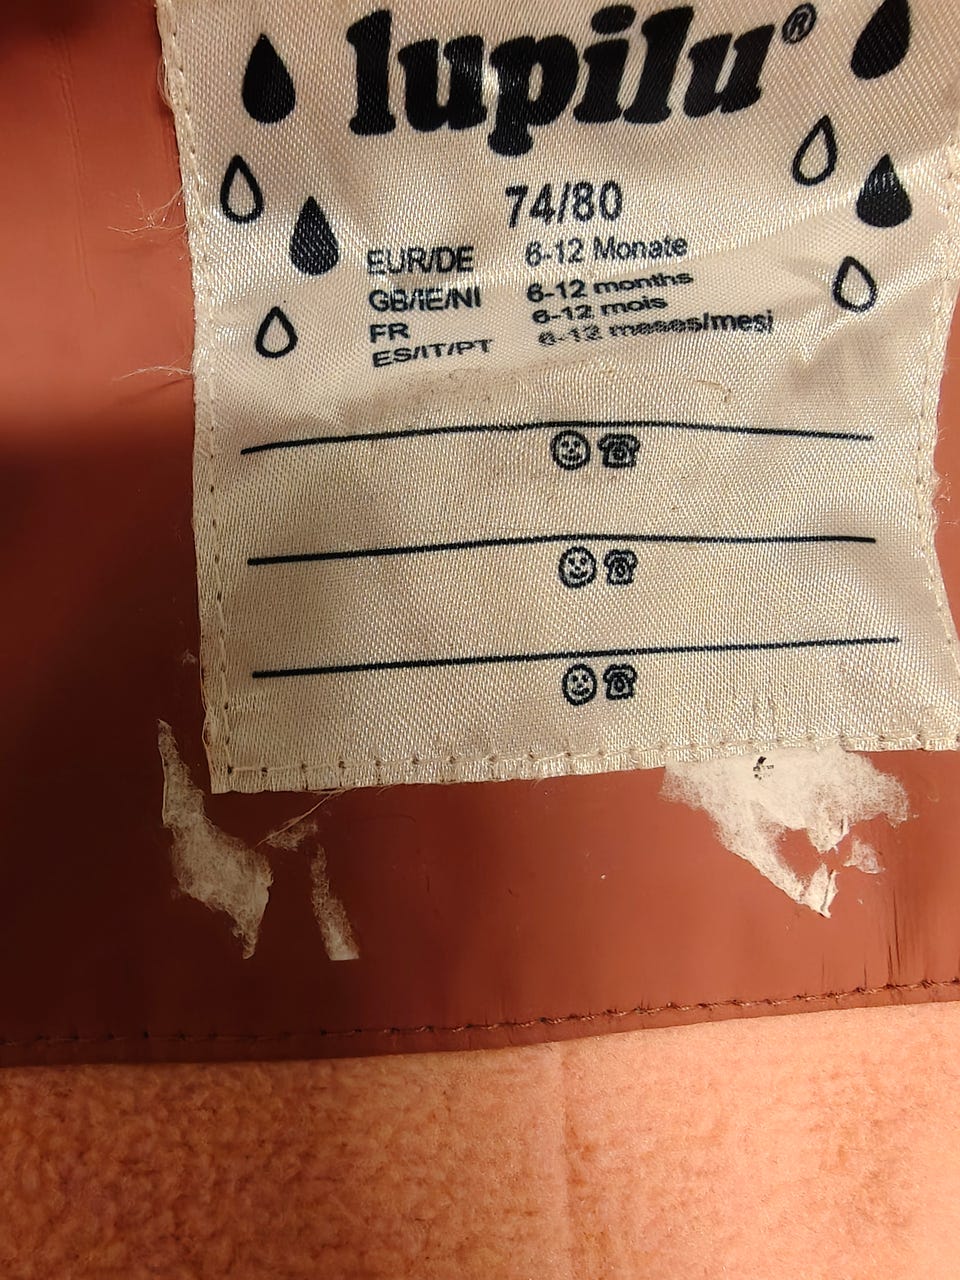 lupilu®
74/80
EUR/DE 6-12 Monate
GB/IE/NI 6-12 months
FR 6-12 mois
ES/IT/PT 6-12 meses/mesi